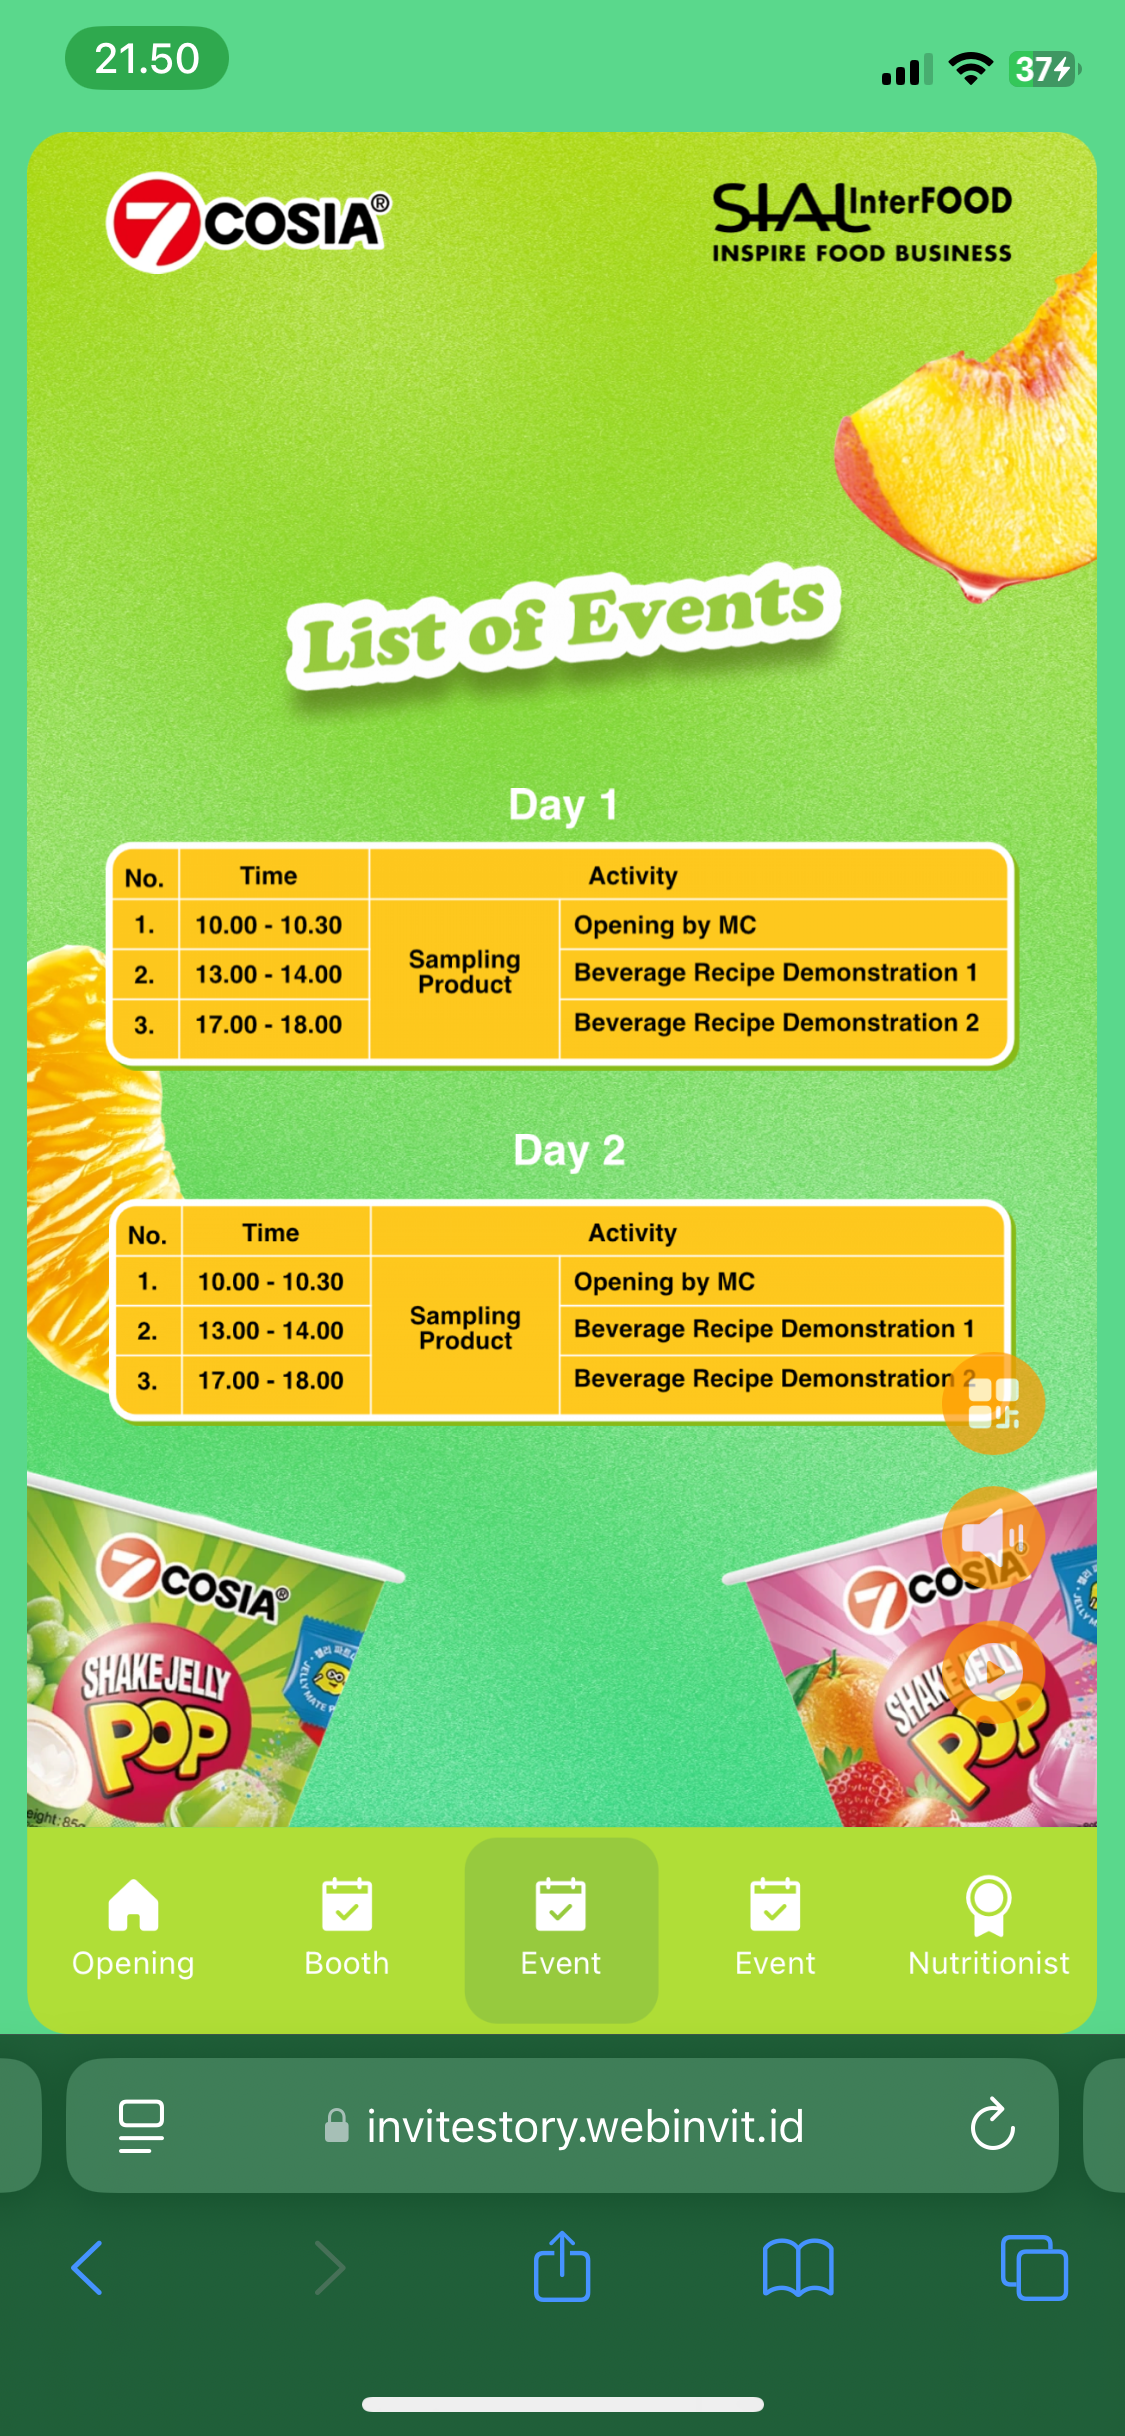 21.50
37
7 COSIA®
SIAL InterFOOD
INSPIRE FOOD BUSINESS
List of Events
Day 1
No. Time Activity
1. 10.00 - 10.30 Sampling Product Opening by MC
2. 13.00 - 14.00 Beverage Recipe Demonstration 1
3. 17.00 - 18.00 Beverage Recipe Demonstration 2
Day 2
No. Time Activity
1. 10.00 - 10.30 Sampling Product Opening by MC
2. 13.00 - 14.00 Beverage Recipe Demonstration 1
3. 17.00 - 18.00 Beverage Recipe Demonstration 2
7 COSIA®
SHAKE JELLY
POP
JELLY MATE
7 COSIA®
SHAKE JELLY
POP
Opening Booth Event Event Nutritionist
invitestory.webinvit.id